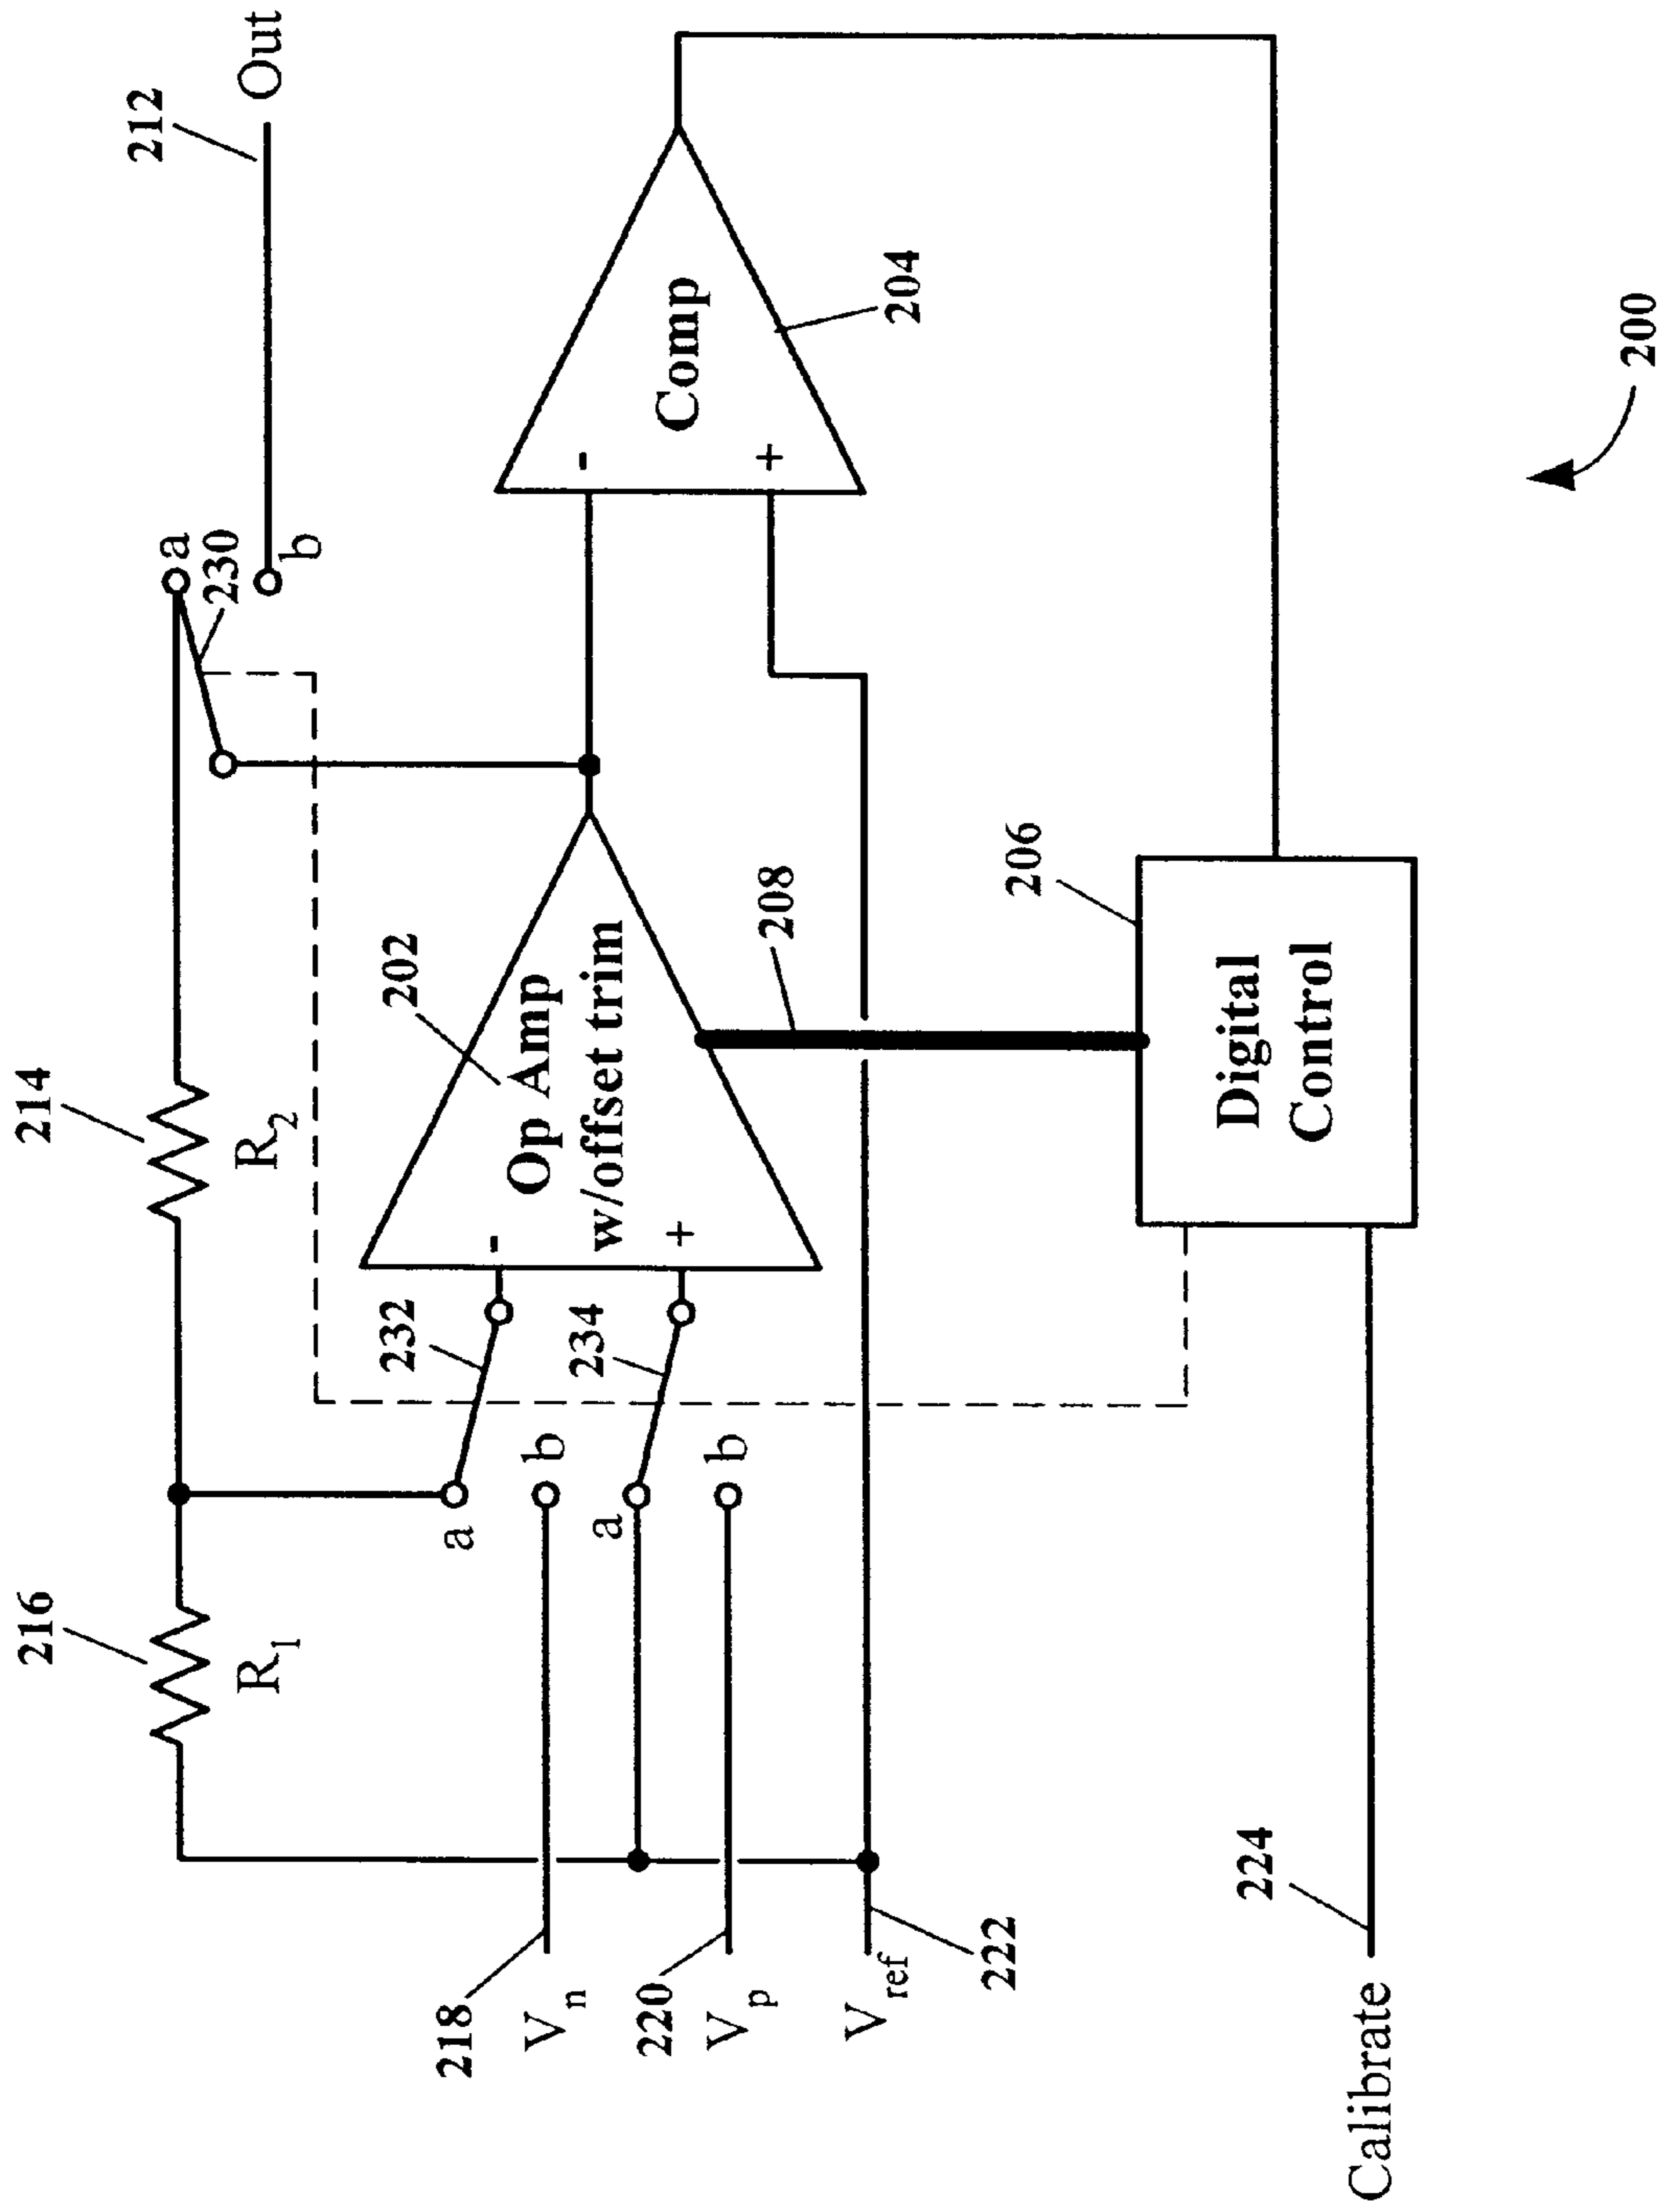 212
Out
214
216
R1
R2
a
230
b
202
232
a
-
Op Amp
w/offset trim
+
218
Vn
b
234
a
-
Comp
+
204
220
Vp
b
208
Vref
222
206
Digital
Control
224
Calibrate
200